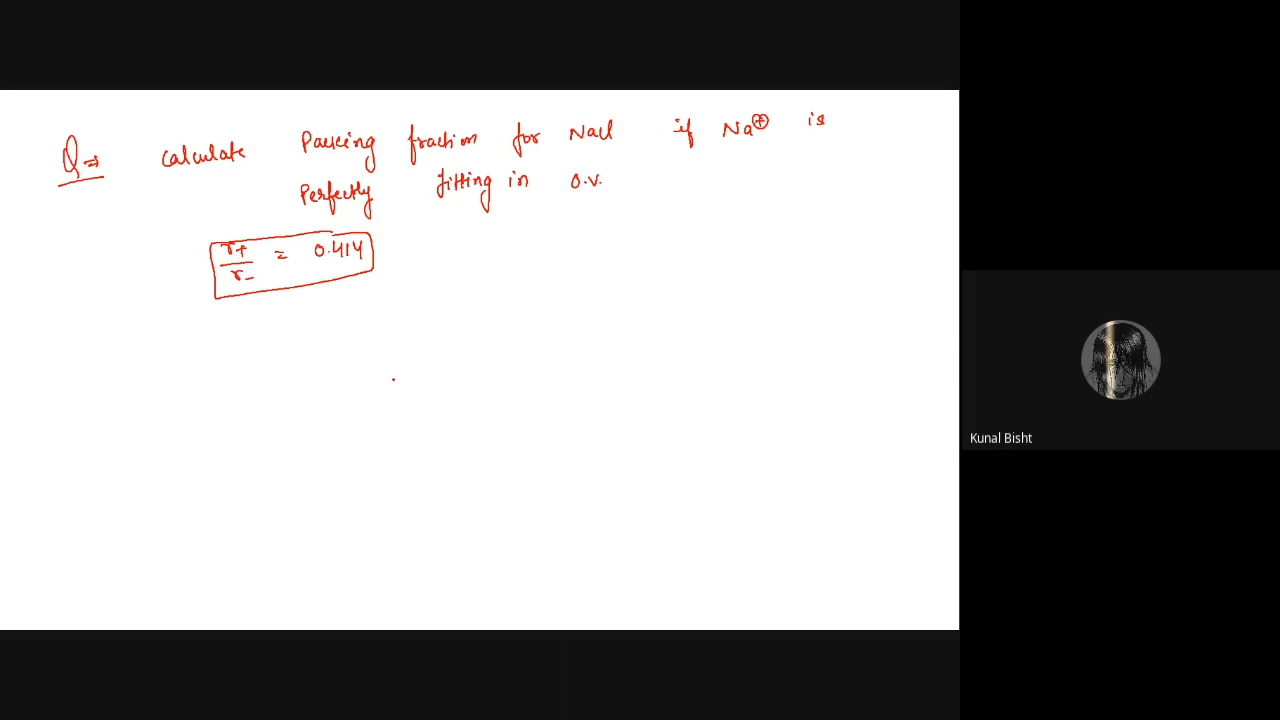 Q⇒ Calculate Packing fraction for NaCl if Na⊕ is
Perfectly fitting in O.V.
r+/r- = 0.414
Kunal Bisht